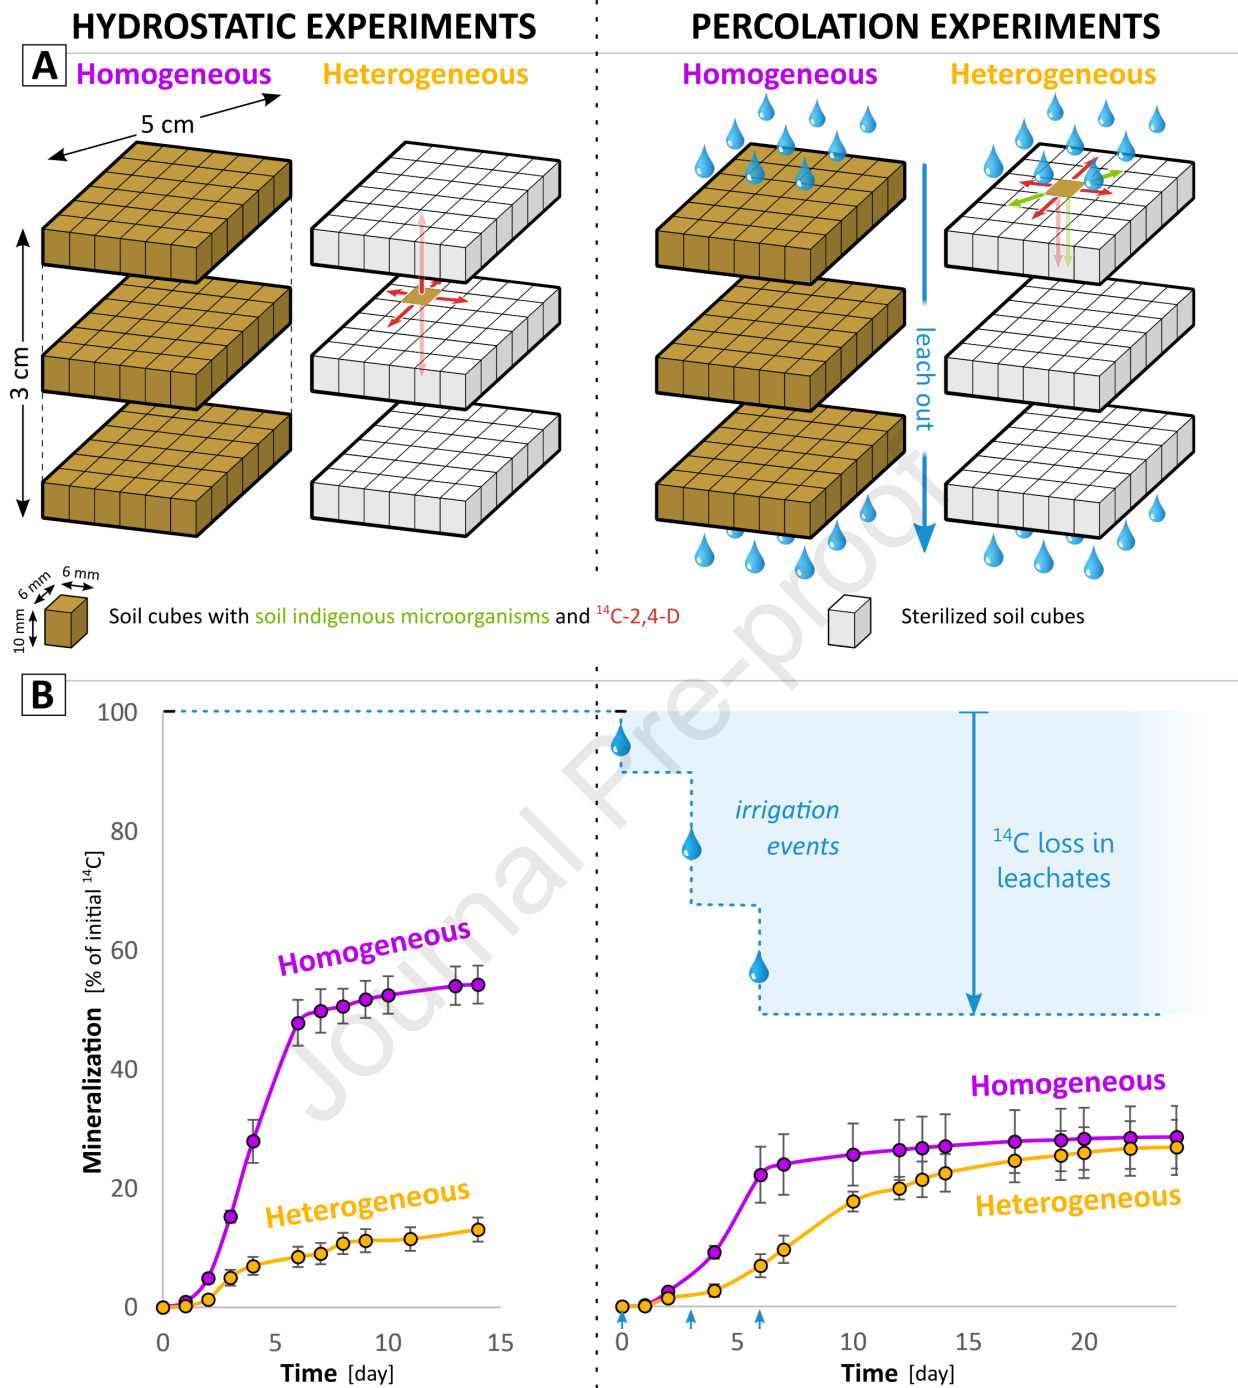 HYDROSTATIC EXPERIMENTS
PERCOLATION EXPERIMENTS
A
Homogeneous
Heterogeneous
Homogeneous
Heterogeneous
5 cm
3 cm
leach out
6 mm
6 mm
10 mm
Soil cubes with soil indigenous microorganisms and ¹⁴C-2,4-D
Sterilized soil cubes
B
Mineralization [% of initial ¹⁴C]
100
80
60
40
20
0
Homogeneous
Heterogeneous
0
5
10
15
Time [day]
irrigation
events
¹⁴C loss in
leachates
Homogeneous
Heterogeneous
0
5
10
15
20
Time [day]
Journal Pre-proof